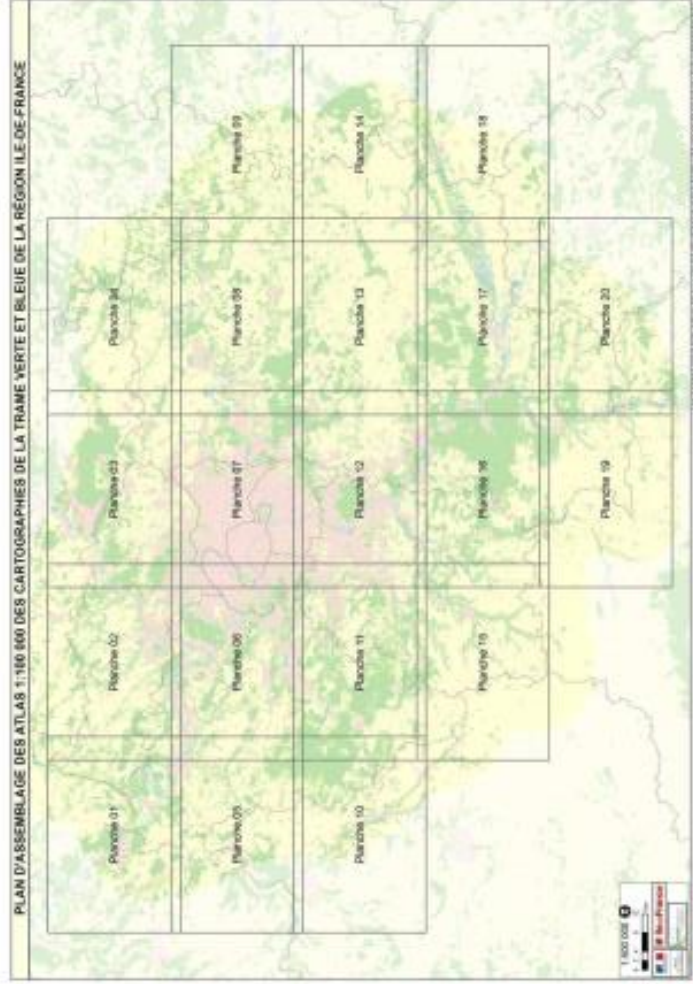 PLAN D'ASSEMBLAGE DES ATLAS 1:100 000 DES CARTOGRAPHIES DE LA TRAME VERTE ET BLEUE DE LA RÉGION ILE-DE-FRANCE
Planche 01
Planche 02
Planche 03
Planche 04
Planche 05
Planche 06
Planche 07
Planche 08
Planche 09
Planche 10
Planche 11
Planche 12
Planche 13
Planche 14
Planche 15
Planche 16
Planche 17
Planche 18
Planche 19
Planche 20